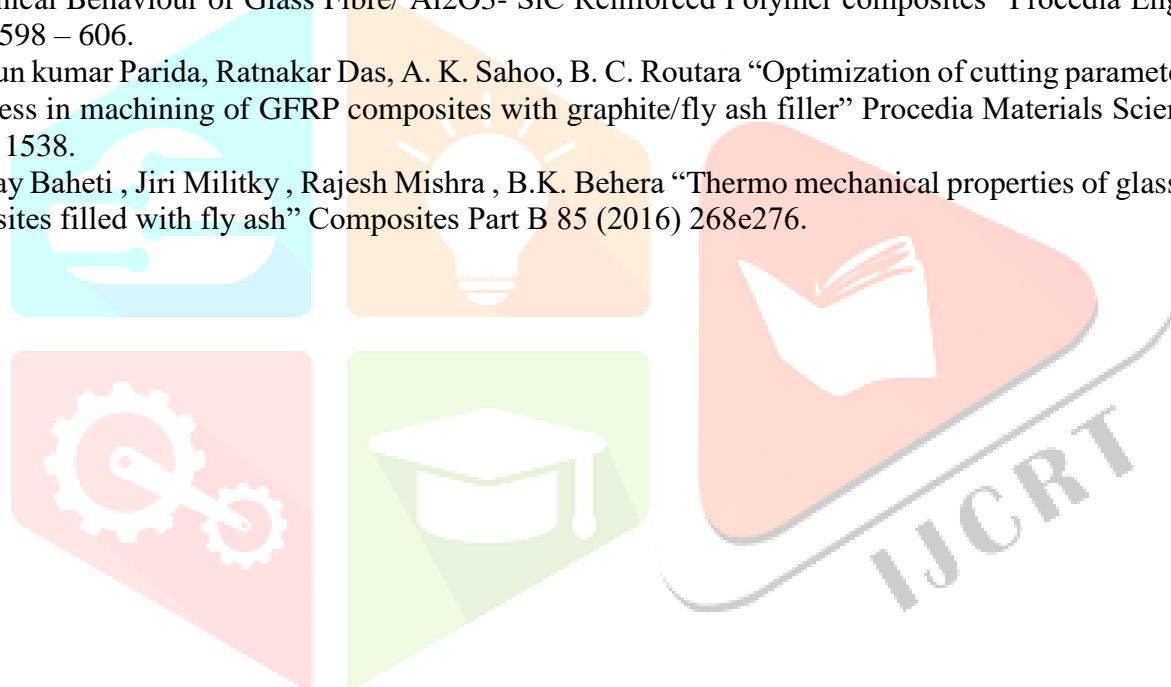 nical Behaviour of Glass Fibre/ Al2O3- SiC Reinforced Polymer composites” Procedia Eng
598 – 606.
un kumar Parida, Ratnakar Das, A. K. Sahoo, B. C. Routara “Optimization of cutting paramet
ess in machining of GFRP composites with graphite/fly ash filler” Procedia Materials Scien
1538.
ay Baheti , Jiri Militky , Rajesh Mishra , B.K. Behera “Thermo mechanical properties of glass
sites filled with fly ash” Composites Part B 85 (2016) 268e276.
IJCRT